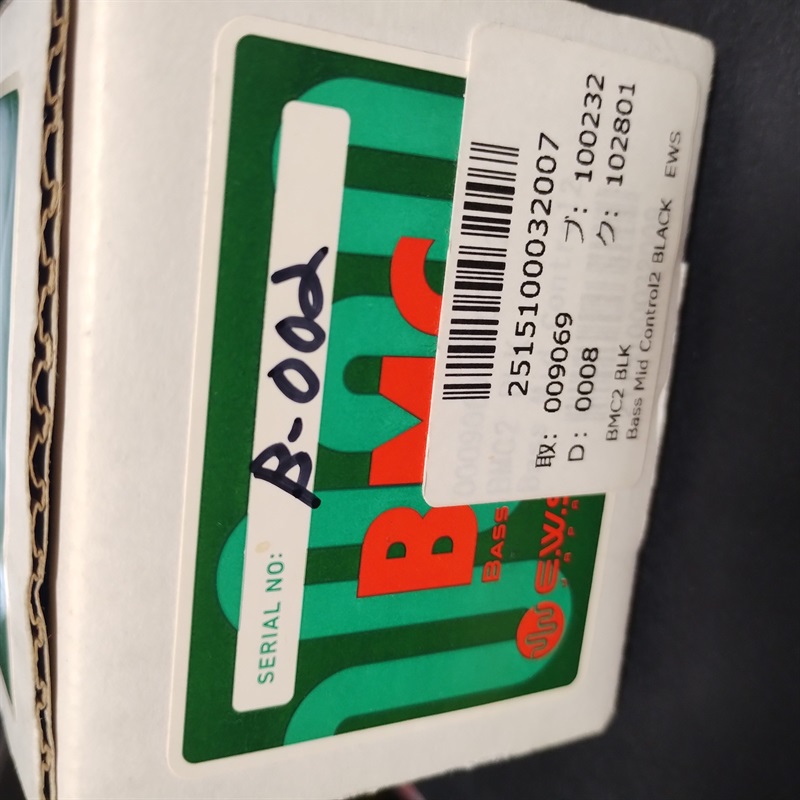 SERIAL NO: B-002
BMC
BASS
E.W.S.
2515100032007
取: 009069 ブ: 100232
D: 0008 ク: 102801
BMC2 BLK
Bass Mid Control2 BLACK EWS